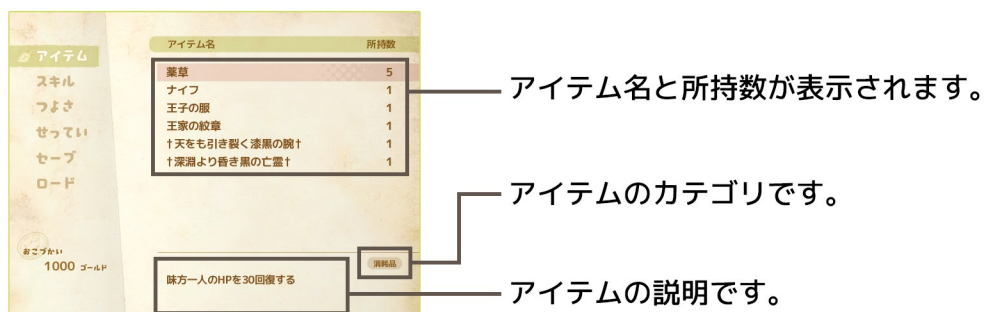 アイテム
スキル
つよさ
せってい
セーブ
ロード
おこづかい
1000 ゴールド
アイテム名 所持数
薬草 5
ナイフ 1
王子の服 1
王家の紋章 1
†天をも引き裂く漆黒の腕† 1
†深淵より昏き黒の亡霊† 1
消耗品
味方一人のHPを30回復する
アイテム名と所持数が表示されます。
アイテムのカテゴリです。
アイテムの説明です。